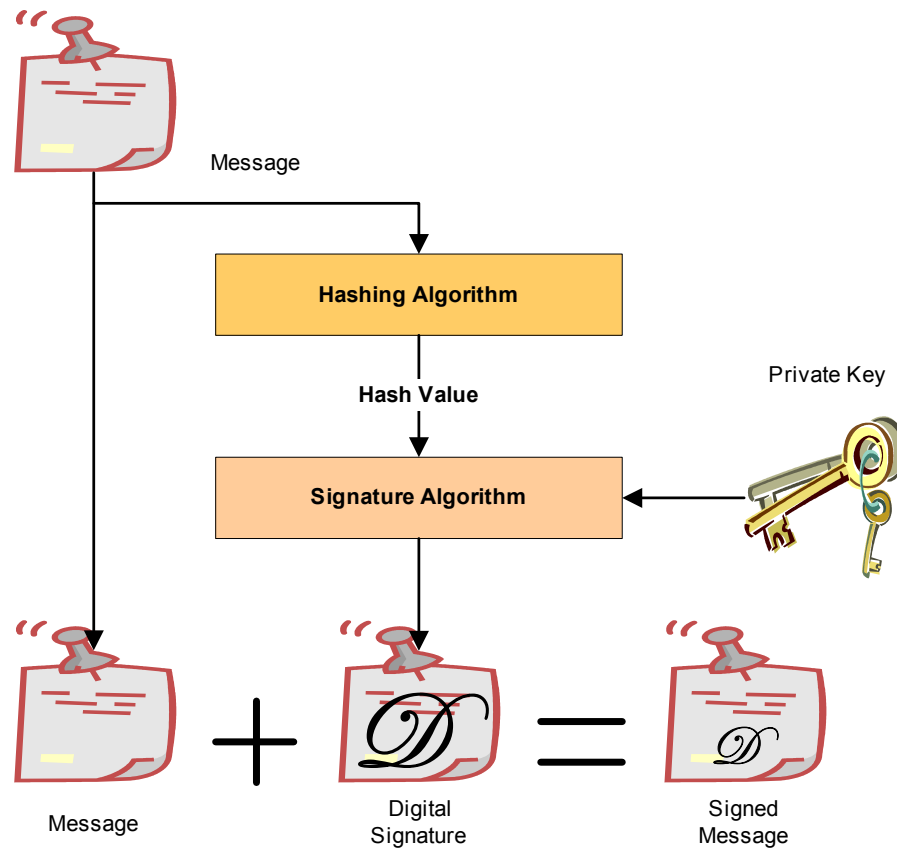 Message
Hashing Algorithm
Hash Value
Private Key
Signature Algorithm
D
D
Message
Digital
Signature
Signed
Message